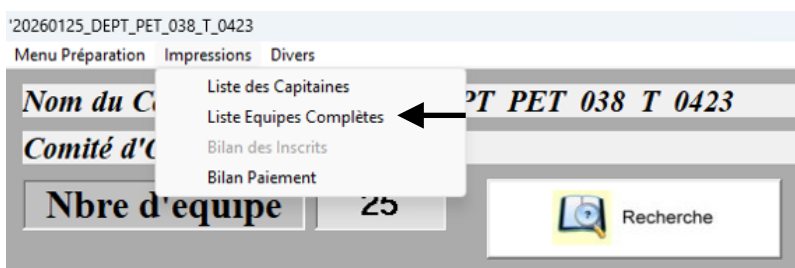 '20260125_DEPT_PET_038_T_0423
Menu Préparation Impressions Divers
Liste des Capitaines
Nom du C PT PET 038 T 0423
Liste Equipes Complètes
Comité d'
Bilan des Inscrits
Bilan Paiement
Nbre d'equipe 25
Recherche